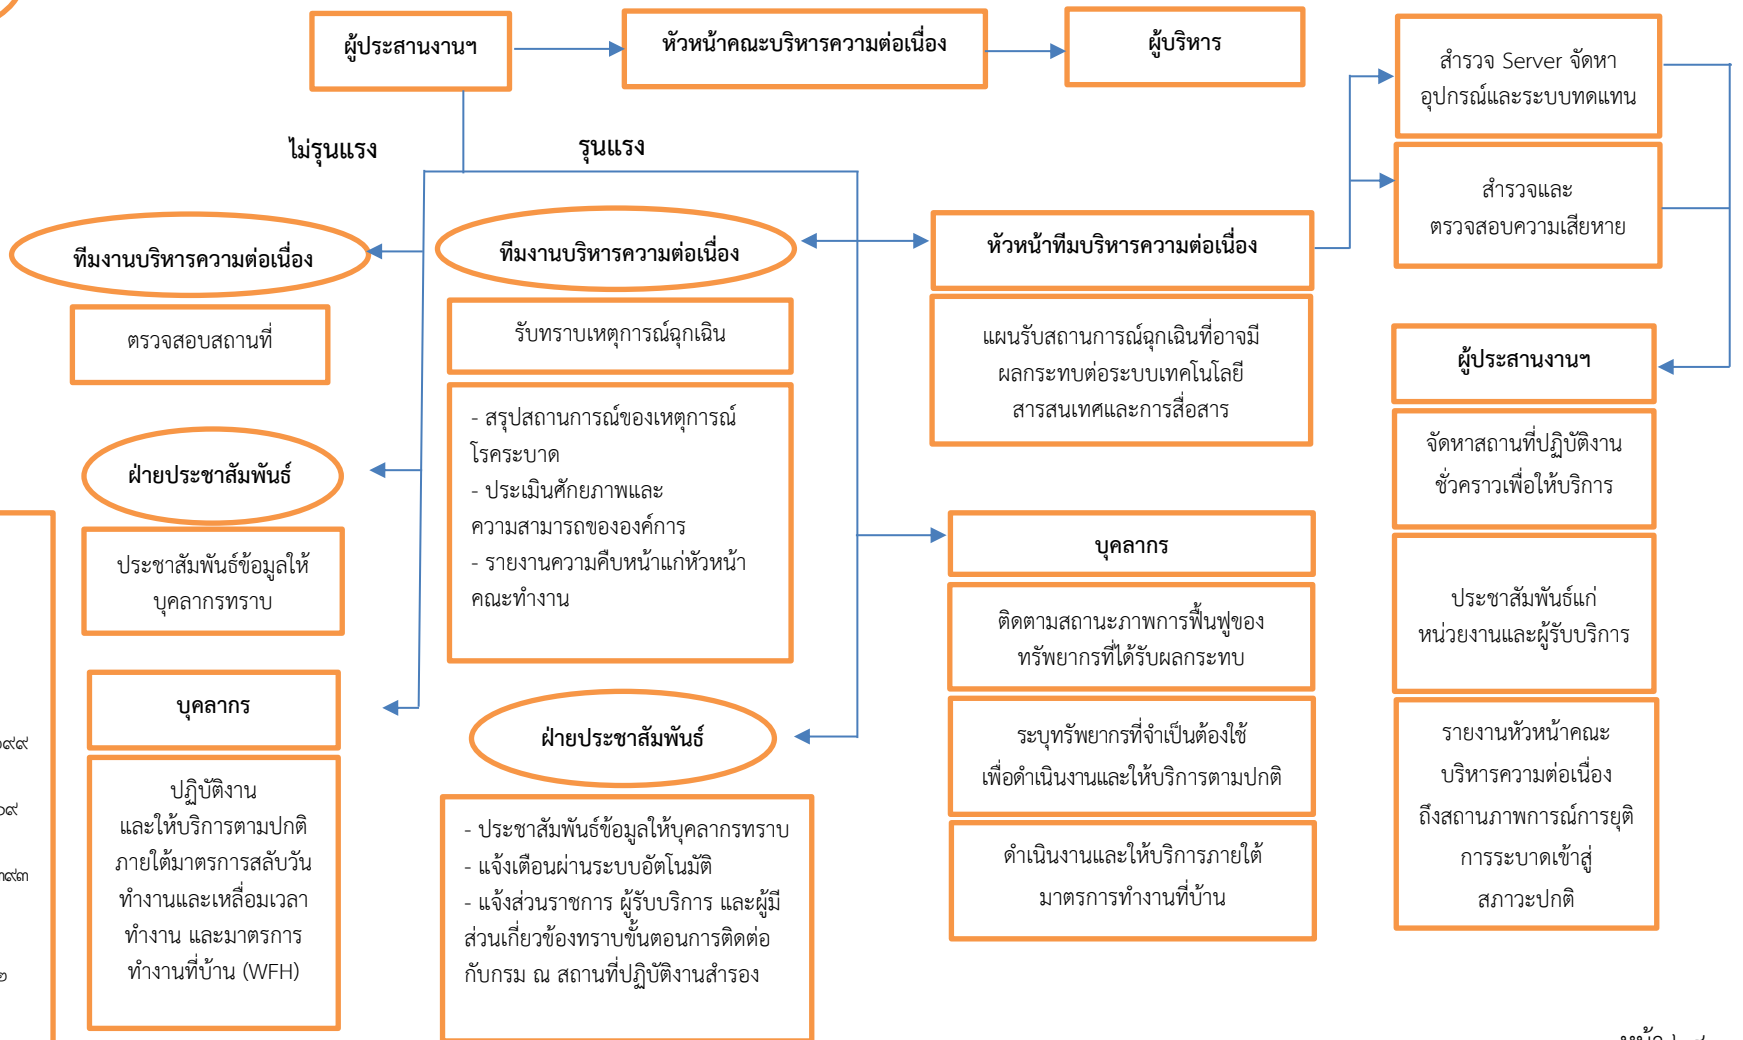 ผู้ประสานงานฯ
หัวหน้าคณะบริหารความต่อเนื่อง
ผู้บริหาร
สำรวจ Server จัดหา
อุปกรณ์และระบบทดแทน
ไม่รุนแรง
รุนแรง
สำรวจและ
ตรวจสอบความเสียหาย
ทีมงานบริหารความต่อเนื่อง
ตรวจสอบสถานที่
ฝ่ายประชาสัมพันธ์
ประชาสัมพันธ์ข้อมูลให้
บุคลากรทราบ
บุคลากร
ปฏิบัติงาน
และให้บริการตามปกติ
ภายใต้มาตรการสลับวัน
ทำงานและเหลื่อมเวลา
ทำงาน และมาตรการ
ทำงานที่บ้าน (WFH)
ทีมงานบริหารความต่อเนื่อง
รับทราบเหตุการณ์ฉุกเฉิน
- สรุปสถานการณ์ของเหตุการณ์
โรคระบาด
- ประเมินศักยภาพและ
ความสามารถขององค์การ
- รายงานความคืบหน้าแก่หัวหน้า
คณะทำงาน
ฝ่ายประชาสัมพันธ์
- ประชาสัมพันธ์ข้อมูลให้บุคลากรทราบ
- แจ้งเตือนผ่านระบบอัตโนมัติ
- แจ้งส่วนราชการ ผู้รับบริการ และผู้มี
ส่วนเกี่ยวข้องทราบขั้นตอนการติดต่อ
กับกรม ณ สถานที่ปฏิบัติงานสำรอง
หัวหน้าทีมบริหารความต่อเนื่อง
แผนรับสถานการณ์ฉุกเฉินที่อาจมี
ผลกระทบต่อระบบเทคโนโลยี
สารสนเทศและการสื่อสาร
บุคลากร
ติดตามสถานะภาพการฟื้นฟูของ
ทรัพยากรที่ได้รับผลกระทบ
ระบุทรัพยากรที่จำเป็นต้องใช้
เพื่อดำเนินงานและให้บริการตามปกติ
ดำเนินงานและให้บริการภายใต้
มาตรการทำงานที่บ้าน
ผู้ประสานงานฯ
จัดหาสถานที่ปฏิบัติงาน
ชั่วคราวเพื่อให้บริการ
ประชาสัมพันธ์แก่
หน่วยงานและผู้รับบริการ
รายงานหัวหน้าคณะ
บริหารความต่อเนื่อง
ถึงสถานภาพการณ์การยุติ
การระบาดเข้าสู่
สภาวะปกติ